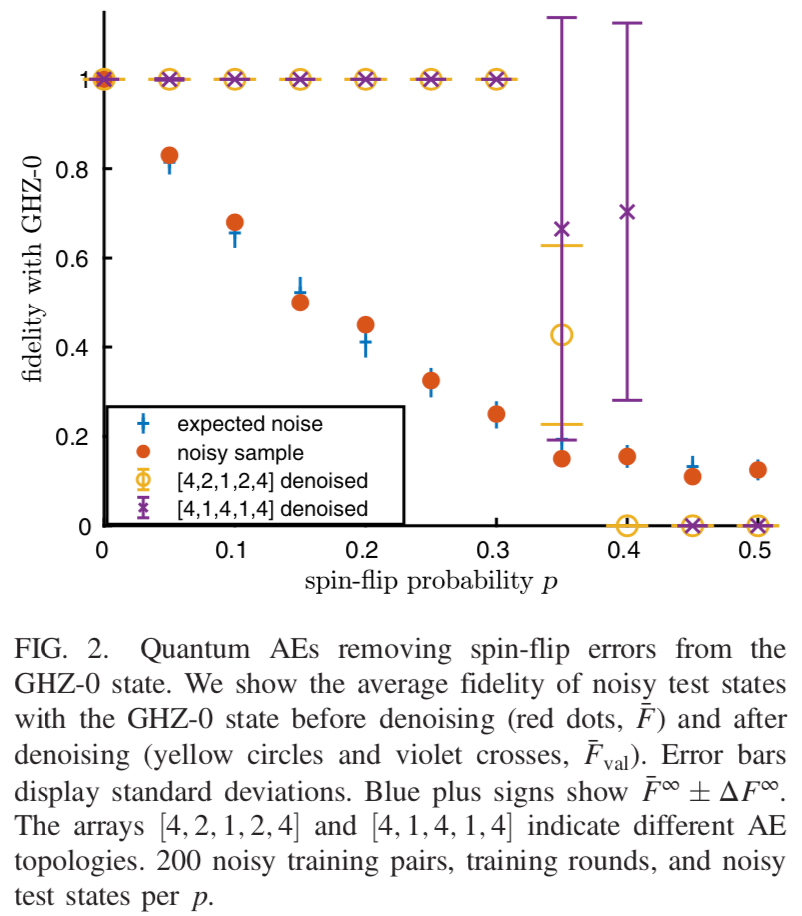 1
0.8
0.6
0.4
0.2
0
fidelity with GHZ-0
expected noise
noisy sample
[4,2,1,2,4] denoised
[4,1,4,1,4] denoised
0 0.1 0.2 0.3 0.4 0.5
spin-flip probability p
FIG. 2. Quantum AEs removing spin-flip errors from the
GHZ-0 state. We show the average fidelity of noisy test states
with the GHZ-0 state before denoising (red dots, F̄) and after
denoising (yellow circles and violet crosses, F̄val). Error bars
display standard deviations. Blue plus signs show F̄∞ ± ΔF∞.
The arrays [4, 2, 1, 2, 4] and [4, 1, 4, 1, 4] indicate different AE
topologies. 200 noisy training pairs, training rounds, and noisy
test states per p.